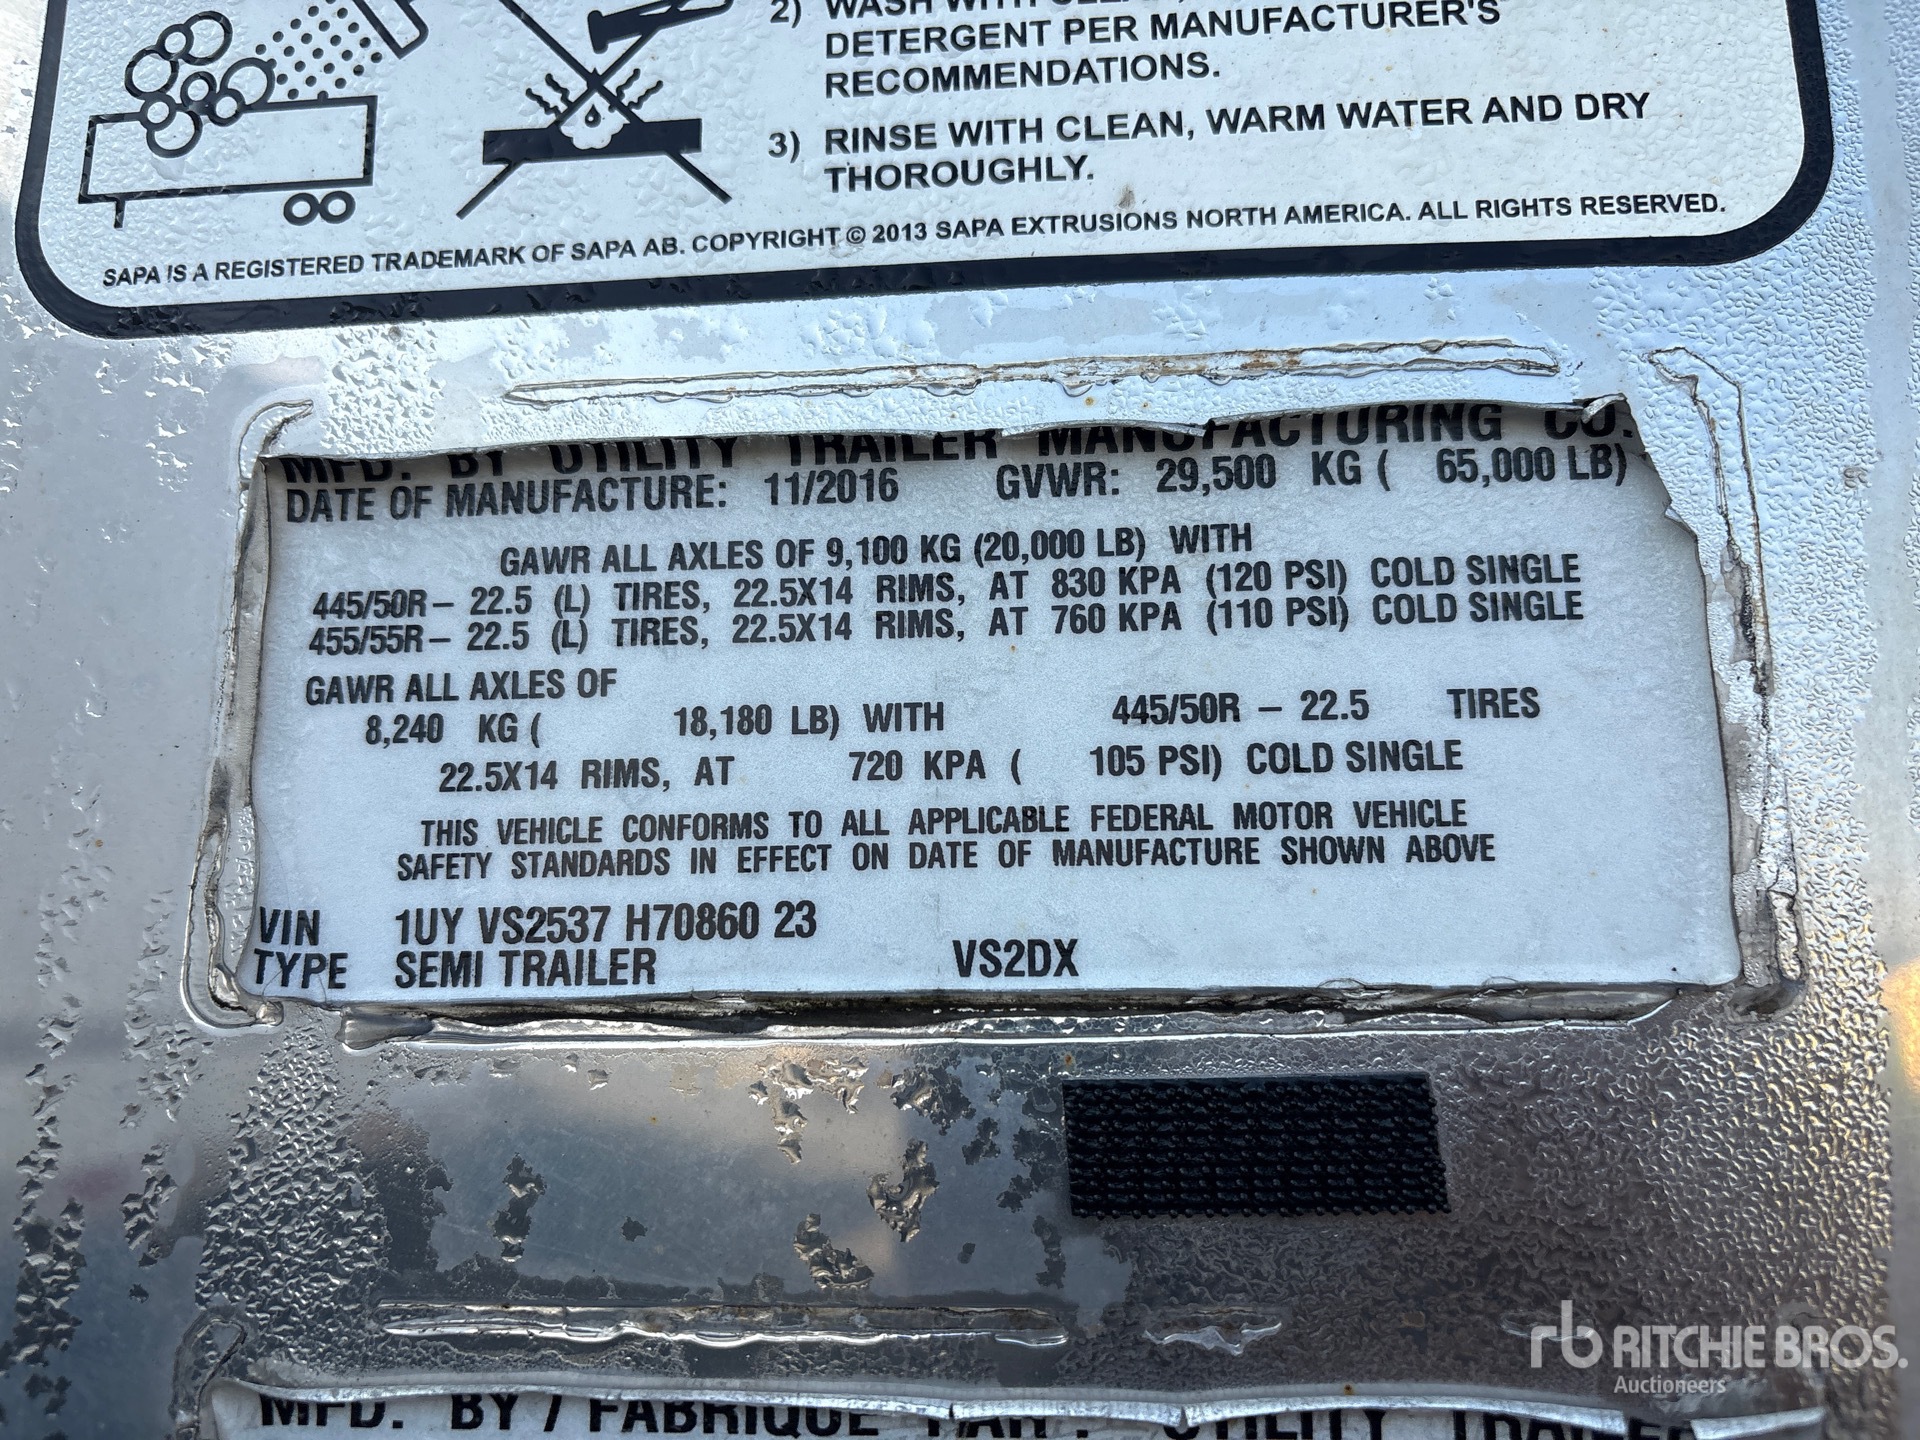 2) WASH WITH CLEAN,
DETERGENT PER MANUFACTURER'S
RECOMMENDATIONS.
3) RINSE WITH CLEAN, WARM WATER AND DRY
THOROUGHLY.
SAPA IS A REGISTERED TRADEMARK OF SAPA AB. COPYRIGHT © 2013 SAPA EXTRUSIONS NORTH AMERICA. ALL RIGHTS RESERVED.
MFD. BY UTILITY TRAILER MANUFACTURING CO.
DATE OF MANUFACTURE: 11/2016 GVWR: 29,500 KG ( 65,000 LB)
GAWR ALL AXLES OF 9,100 KG (20,000 LB) WITH
445/50R– 22.5 (L) TIRES, 22.5X14 RIMS, AT 830 KPA (120 PSI) COLD SINGLE
455/55R– 22.5 (L) TIRES, 22.5X14 RIMS, AT 760 KPA (110 PSI) COLD SINGLE
GAWR ALL AXLES OF
8,240 KG ( 18,180 LB) WITH 445/50R – 22.5 TIRES
22.5X14 RIMS, AT 720 KPA ( 105 PSI) COLD SINGLE
THIS VEHICLE CONFORMS TO ALL APPLICABLE FEDERAL MOTOR VEHICLE
SAFETY STANDARDS IN EFFECT ON DATE OF MANUFACTURE SHOWN ABOVE
VIN 1UY VS2537 H70860 23
TYPE SEMI TRAILER VS2DX
MFD. BY / FABRIQUE PAR : UTILITY
rb RITCHIE BROS.
Auctioneers